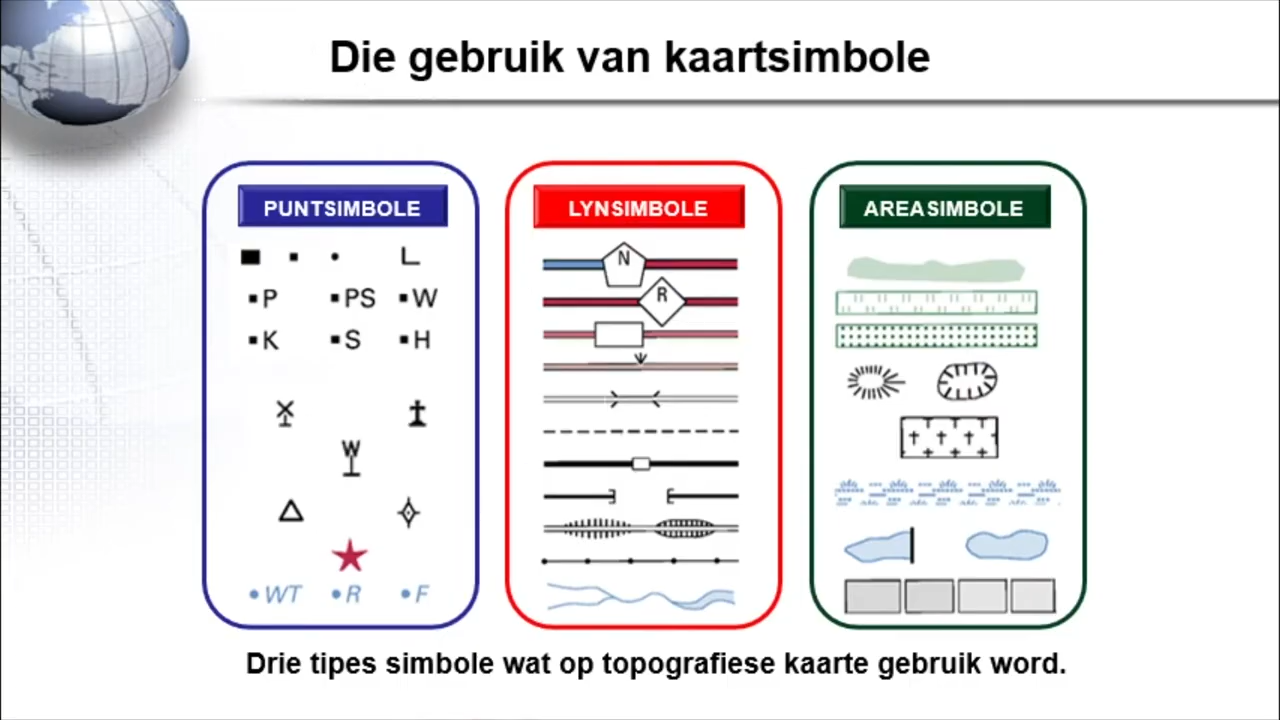 Die gebruik van kaartsimbole
PUNTSIMBOLE
P PS W
K S H
W
WT R F
LYNSIMBOLE
N
R
AREASIMBOLE
Drie tipes simbole wat op topografiese kaarte gebruik word.